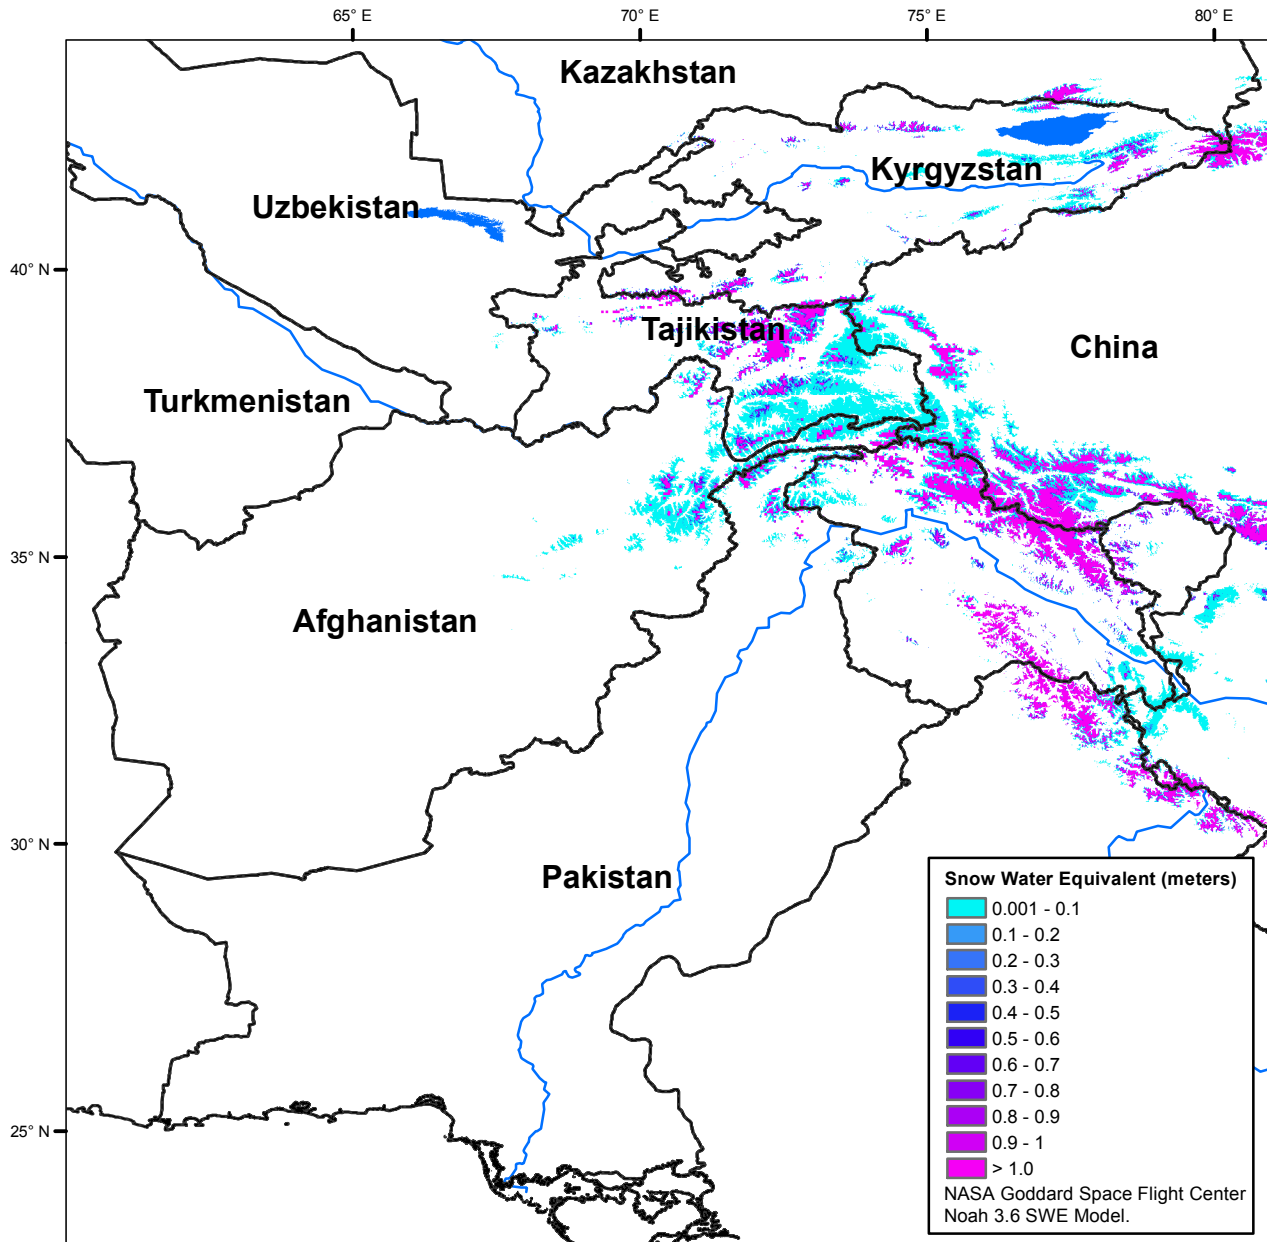 65° E
70° E
75° E
80° E
Kazakhstan
Kyrgyzstan
Uzbekistan
40° N
Tajikistan
China
Turkmenistan
35° N
Afghanistan
30° N
Pakistan
25° N
Snow Water Equivalent (meters)
0.001 - 0.1
0.1 - 0.2
0.2 - 0.3
0.3 - 0.4
0.4 - 0.5
0.5 - 0.6
0.6 - 0.7
0.7 - 0.8
0.8 - 0.9
0.9 - 1
> 1.0
NASA Goddard Space Flight Center
Noah 3.6 SWE Model.